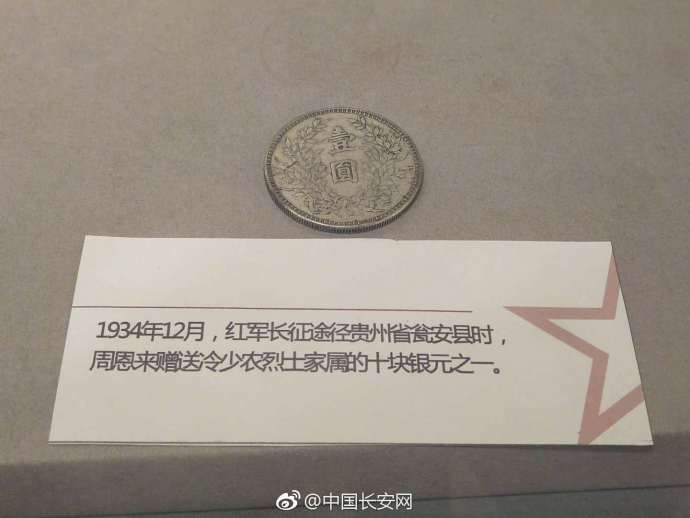 壹
圓
1934年12月，红军长征途径贵州省瓮安县时，
周恩来赠送冷少农烈士家属的十块银元之一。
@中国长安网